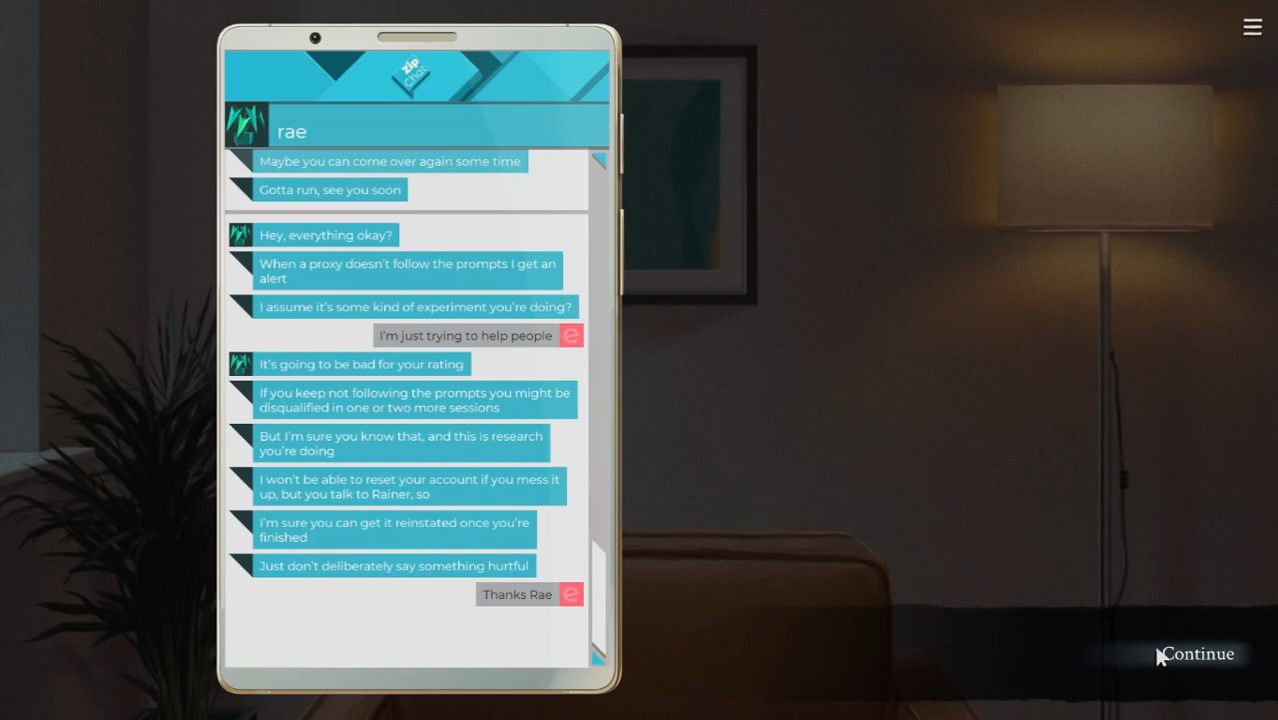 zip
Chat
rae
Maybe you can come over again some time
Gotta run, see you soon
Hey, everything okay?
When a proxy doesn't follow the prompts I get an
alert
I assume it's some kind of experiment you're doing?
I'm just trying to help people
e
It's going to be bad for your rating
If you keep not following the prompts you might be
disqualified in one or two more sessions
But I'm sure you know that, and this is research
you're doing
I won't be able to reset your account if you mess it
up, but you talk to Rainer, so
I'm sure you can get it reinstated once you're
finished
Just don't deliberately say something hurtful
Thanks Rae
e
Continue